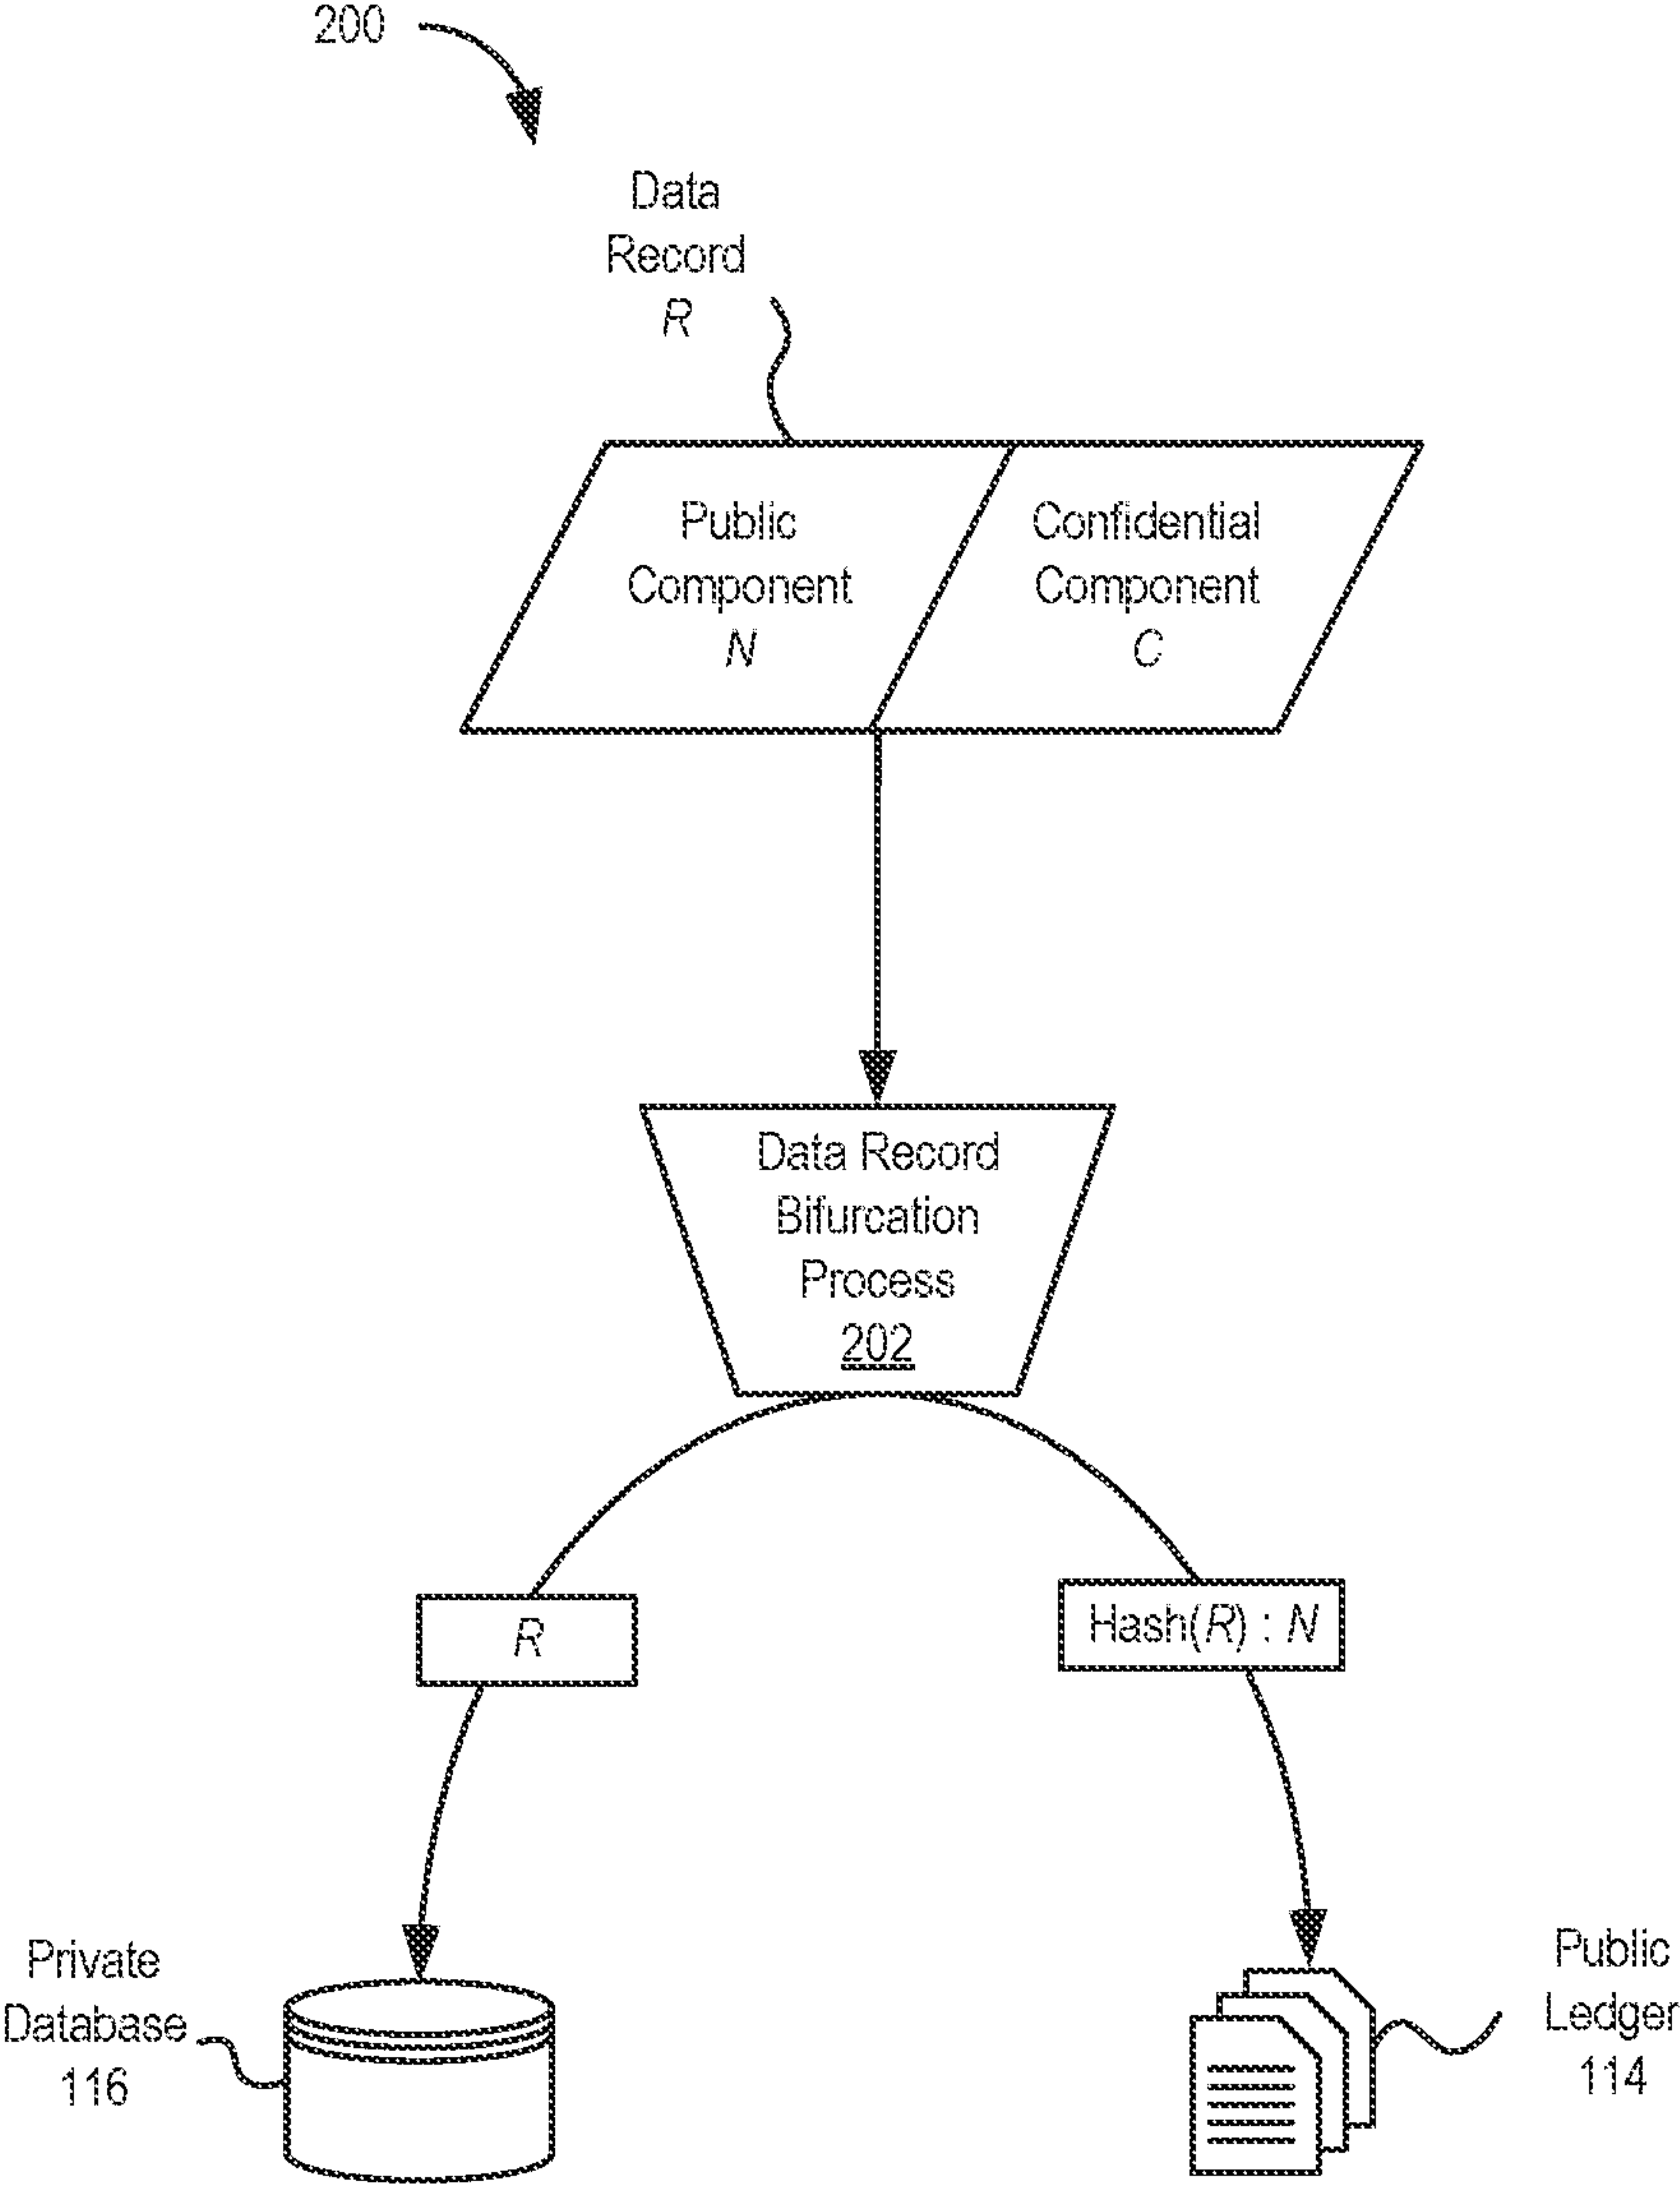 200
Data
Record
R
Public
Component
N
Confidential
Component
C
Data Record
Bifurcation
Process
202
R
Hash(R) : N
Private
Database
116
Public
Ledger
114